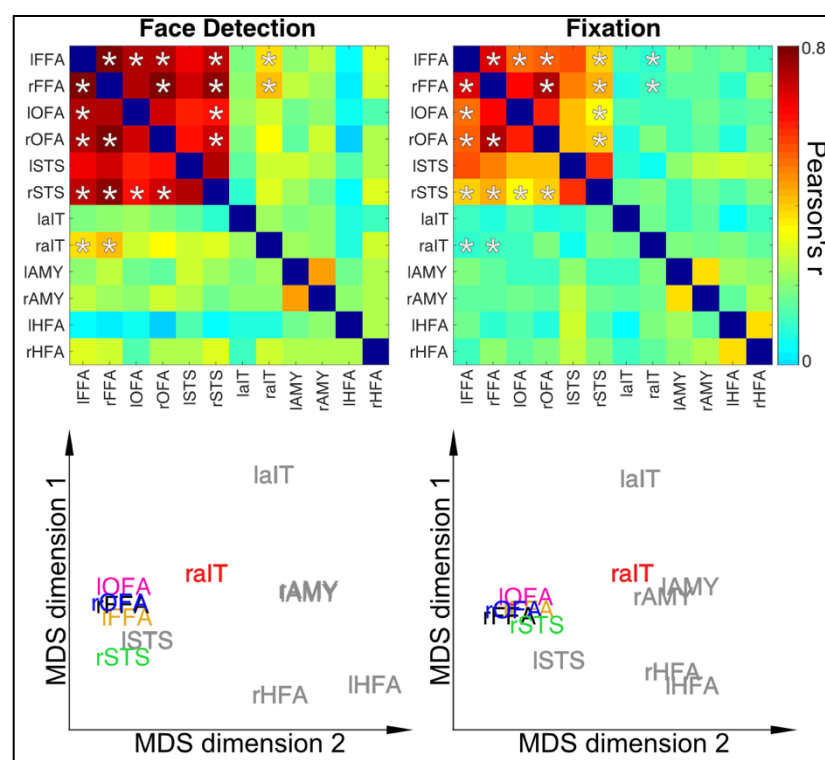 Face Detection
Fixation
lFFA
rFFA
lOFA
rOFA
lSTS
rSTS
laIT
raIT
lAMY
rAMY
lHFA
rHFA
lFFA
rFFA
lOFA
rOFA
lSTS
rSTS
laIT
raIT
lAMY
rAMY
lHFA
rHFA
lFFA
rFFA
lOFA
rOFA
lSTS
rSTS
laIT
raIT
lAMY
rAMY
lHFA
rHFA
lFFA
rFFA
lOFA
rOFA
lSTS
rSTS
laIT
raIT
lAMY
rAMY
lHFA
rHFA
0.8
Pearson's r
0
MDS dimension 1
laIT
raIT
rAMY
lOFA
rOFA
lFFA
lSTS
rSTS
rHFA
lHFA
MDS dimension 2
MDS dimension 1
laIT
raIT
lAMY
rAMY
lOFA
rOFA
rFFA
rSTS
lSTS
rHFA
lHFA
MDS dimension 2